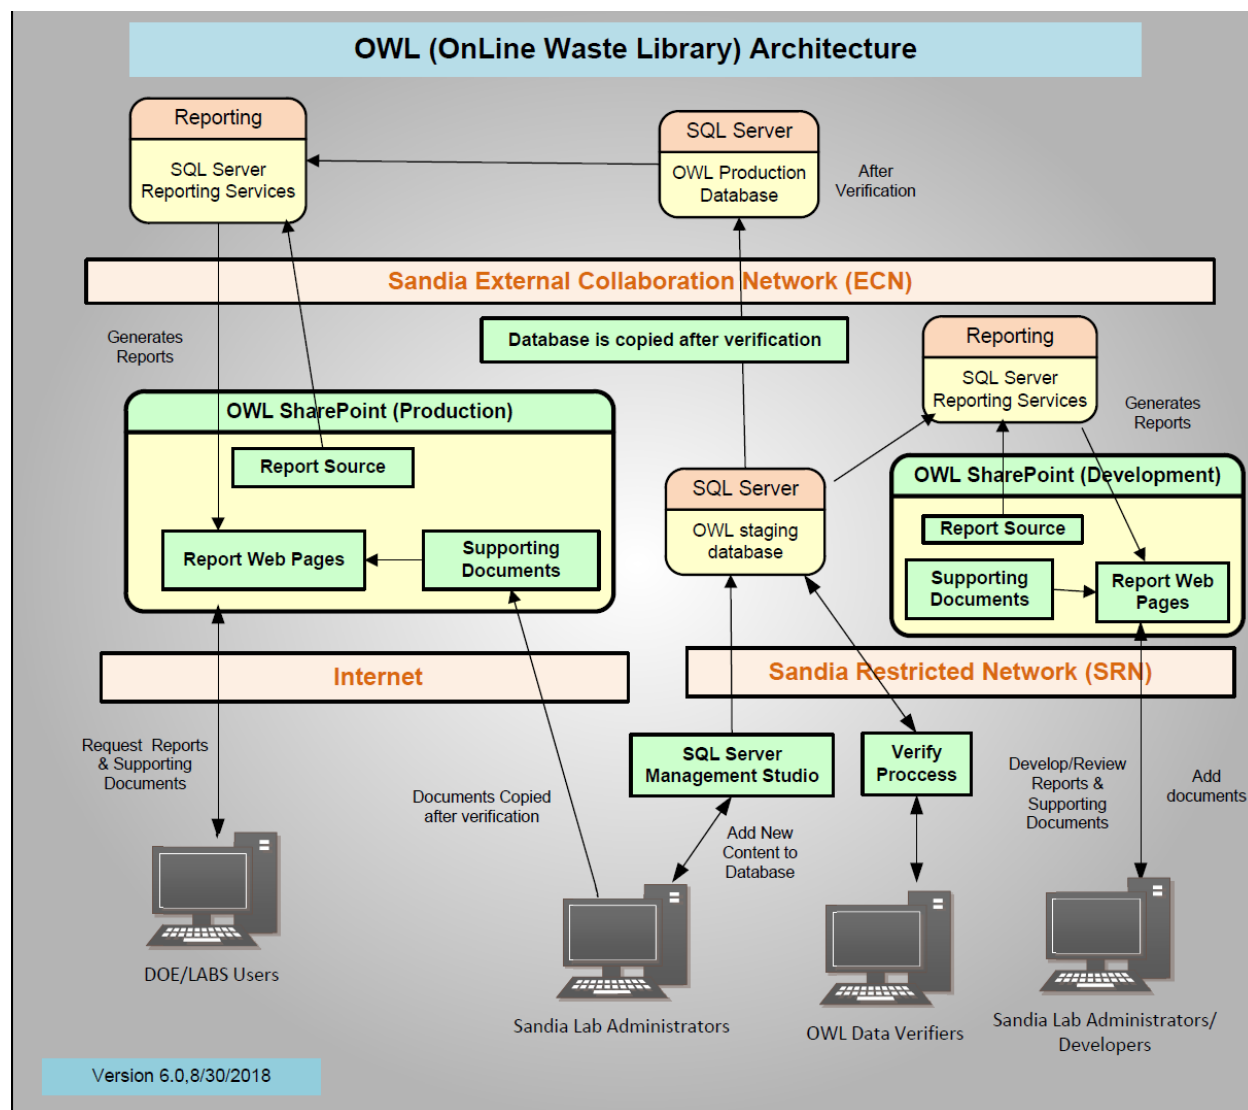 OWL (OnLine Waste Library) Architecture
Reporting
SQL Server
Reporting Services
SQL Server
OWL Production
Database
After
Verification
Sandia External Collaboration Network (ECN)
Generates
Reports
Database is copied after verification
Reporting
SQL Server
Reporting Services
Generates
Reports
OWL SharePoint (Production)
Report Source
Report Web Pages
Supporting
Documents
SQL Server
OWL staging
database
OWL SharePoint (Development)
Report Source
Supporting
Documents
Report Web
Pages
Internet
Sandia Restricted Network (SRN)
Request Reports
& Supporting
Documents
Documents Copied
after verification
SQL Server
Management Studio
Add New
Content to
Database
Verify
Proccess
Develop/Review
Reports &
Supporting
Documents
Add
documents
DOE/LABS Users
Sandia Lab Administrators
OWL Data Verifiers
Sandia Lab Administrators/
Developers
Version 6.0,8/30/2018